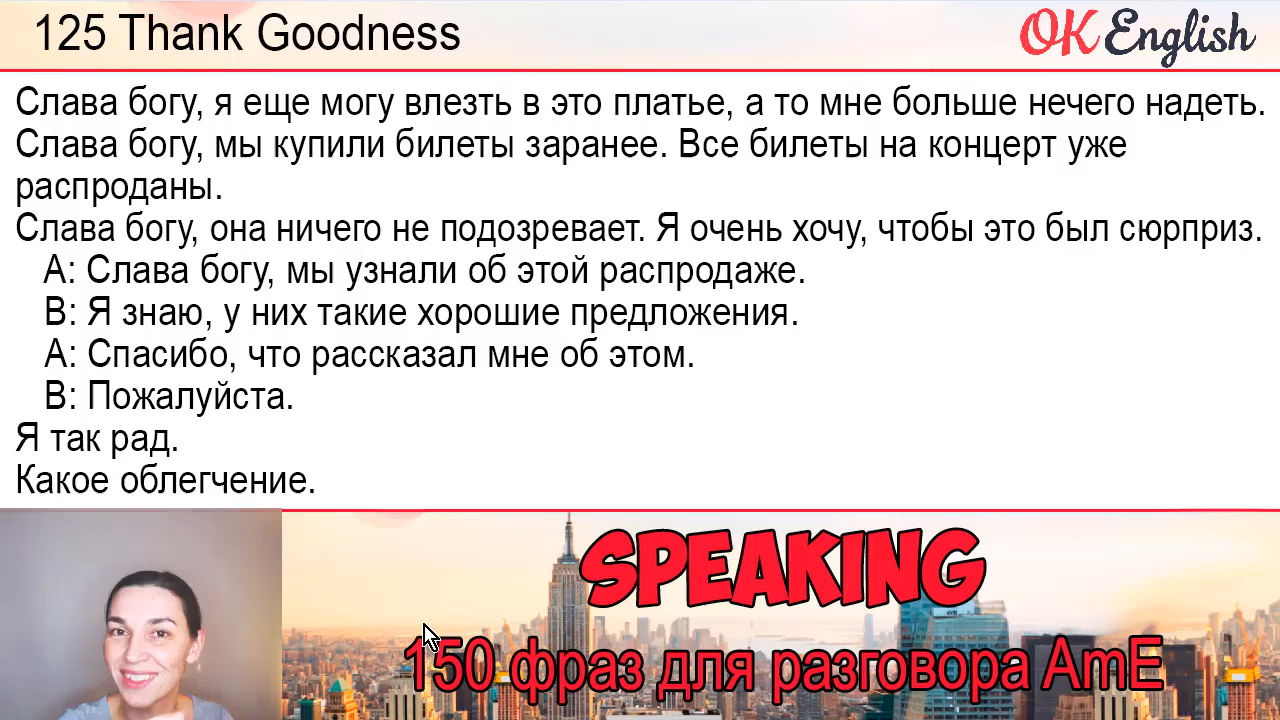 125 Thank Goodness
OK English
Слава богу, я еще могу влезть в это платье, а то мне больше нечего надеть.
Слава богу, мы купили билеты заранее. Все билеты на концерт уже
распроданы.
Слава богу, она ничего не подозревает. Я очень хочу, чтобы это был сюрприз.
A: Слава богу, мы узнали об этой распродаже.
B: Я знаю, у них такие хорошие предложения.
A: Спасибо, что рассказал мне об этом.
B: Пожалуйста.
Я так рад.
Какое облегчение.
SPEAKING
150 фраз для разговора AmE